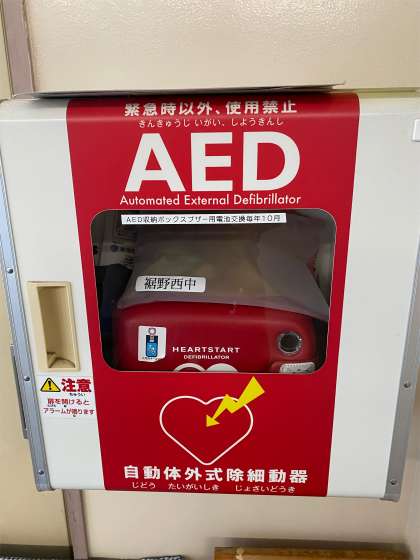 緊急時以外、使用禁止
きんきゅうじ いがい、しようきんし
AED
Automated External Defibrillator
AED収納ボックスブザー用電池交換毎年10月
裾野西中
HEARTSTART
DEFIBRILLATOR
注意
ちゅうい
扉を開けると
アラームが鳴ります
自動体外式除細動器
じどう たいがいしき じょさいどうき